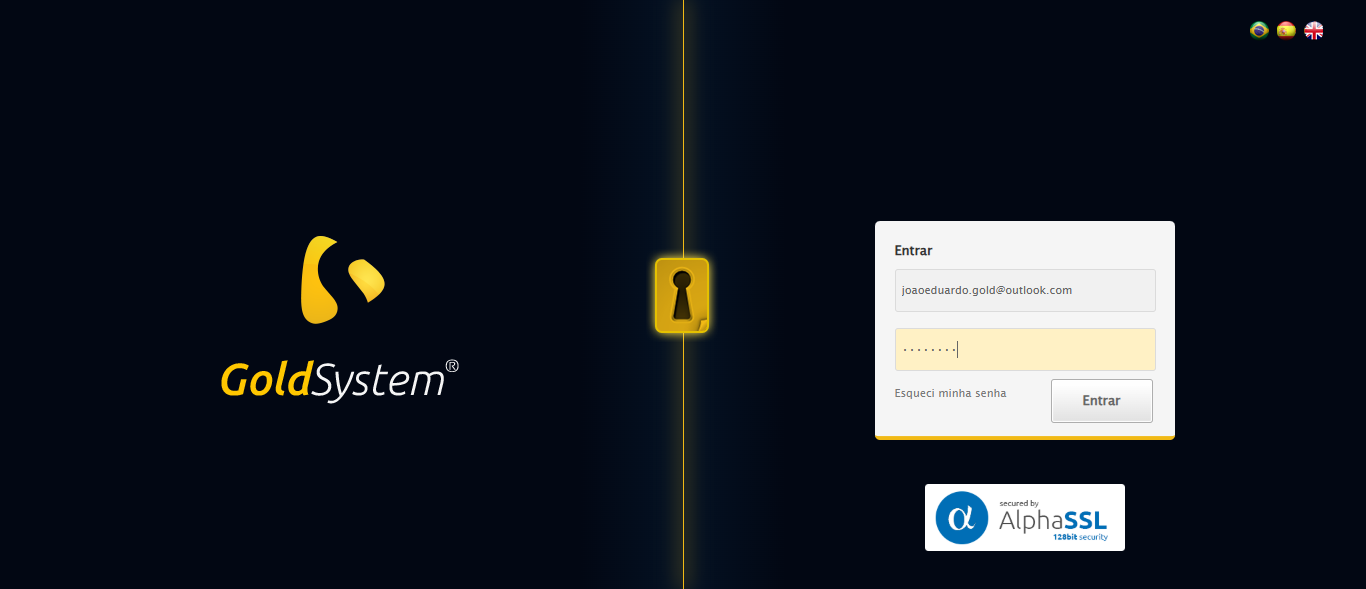 GoldSystem®
Entrar
joaoeduardo.gold@outlook.com
Esqueci minha senha
Entrar
secured by
AlphaSSL
128bit security